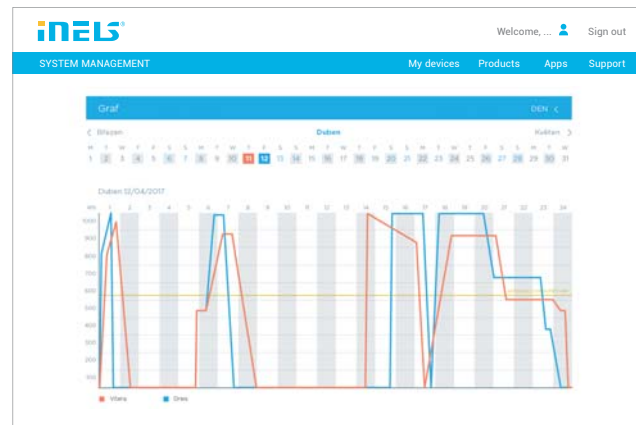 iNELS
Welcome, ... Sign out
SYSTEM MANAGEMENT My devices Products Apps Support
Graf DEN <
< Březen Duben Květen >
M T W T F S S M T W T F S S M T W T F S S M T W T F S S M T W
1 2 3 4 5 6 7 8 9 10 11 12 13 14 15 16 17 18 19 20 21 22 23 24 25 26 27 28 29 30 31
Duben 12/04/2017
1 2 3 4 5 6 7 8 9 10 11 12 13 14 15 16 17 18 19 20 21 22 23 24
1000
900
800
700
600
500
400
300
200
100
Včera Dnes